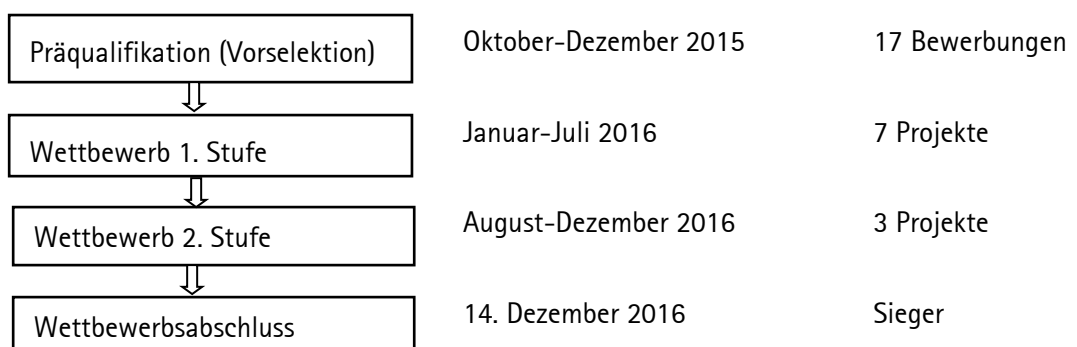 Präqualifikation (Vorselektion) Oktober-Dezember 2015 17 Bewerbungen
Wettbewerb 1. Stufe Januar-Juli 2016 7 Projekte
Wettbewerb 2. Stufe August-Dezember 2016 3 Projekte
Wettbewerbsabschluss 14. Dezember 2016 Sieger